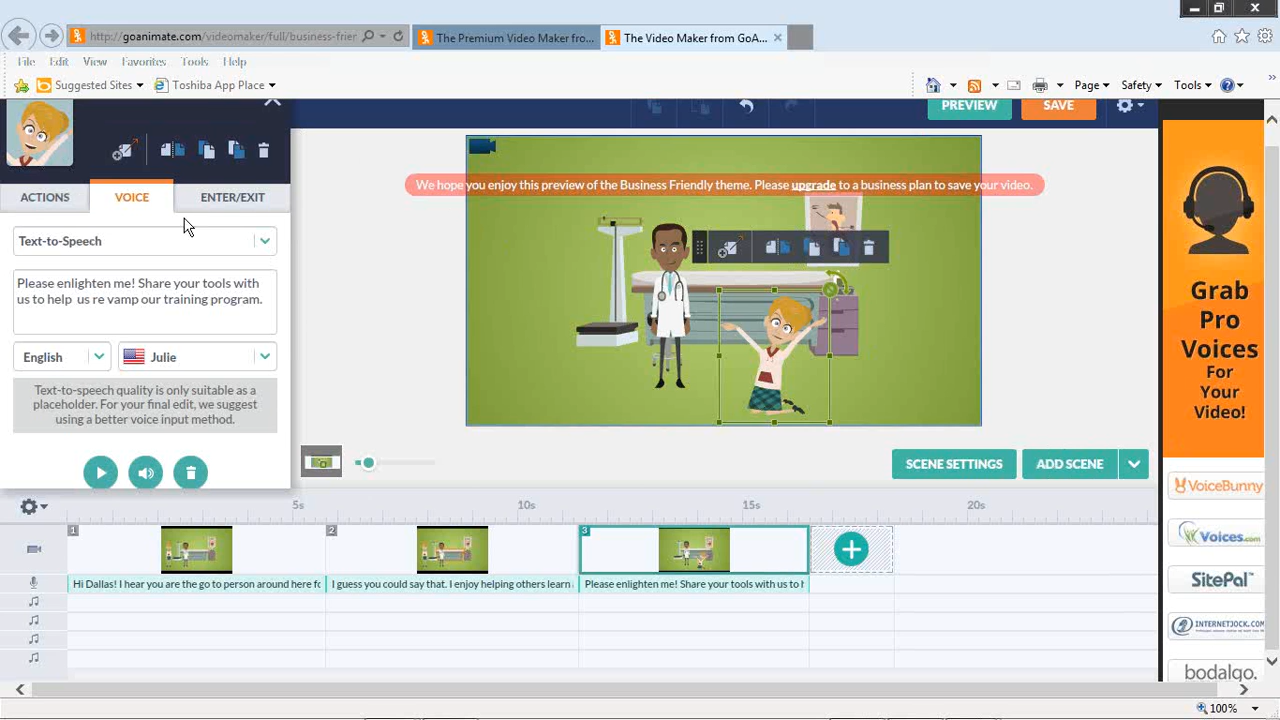 http://goanimate.com/videomaker/full/business-frier
The Premium Video Maker fro...
The Video Maker from GoA...
File Edit View Favorites Tools Help
Suggested Sites
Toshiba App Place
Page Safety Tools
PREVIEW
SAVE
We hope you enjoy this preview of the Business Friendly theme. Please upgrade to a business plan to save your video.
ACTIONS
VOICE
ENTER/EXIT
Text-to-Speech
Please enlighten me! Share your tools with
us to help us re vamp our training program.
English
Julie
Text-to-speech quality is only suitable as a
placeholder. For your final edit, we suggest
using a better voice input method.
SCENE SETTINGS
ADD SCENE
5s
10s
15s
20s
1
2
3
Hi Dallas! I hear you are the go to person around here fo
I guess you could say that. I enjoy helping others learn
Please enlighten me! Share your tools with us to h
Grab
Pro
Voices
For
Your
Video!
VoiceBunny
Voices.com
SitePal
INTERNETJOCK.COM
bodalgo.
100%